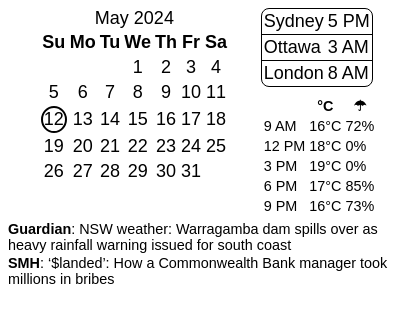 May 2024
Su Mo Tu We Th Fr Sa
1 2 3 4
5 6 7 8 9 10 11
12 13 14 15 16 17 18
19 20 21 22 23 24 25
26 27 28 29 30 31
Sydney 5 PM
Ottawa 3 AM
London 8 AM
°C ☂
9 AM 16°C 72%
12 PM 18°C 0%
3 PM 19°C 0%
6 PM 17°C 85%
9 PM 16°C 73%
Guardian: NSW weather: Warragamba dam spills over as
heavy rainfall warning issued for south coast
SMH: ‘$landed’: How a Commonwealth Bank manager took
millions in bribes